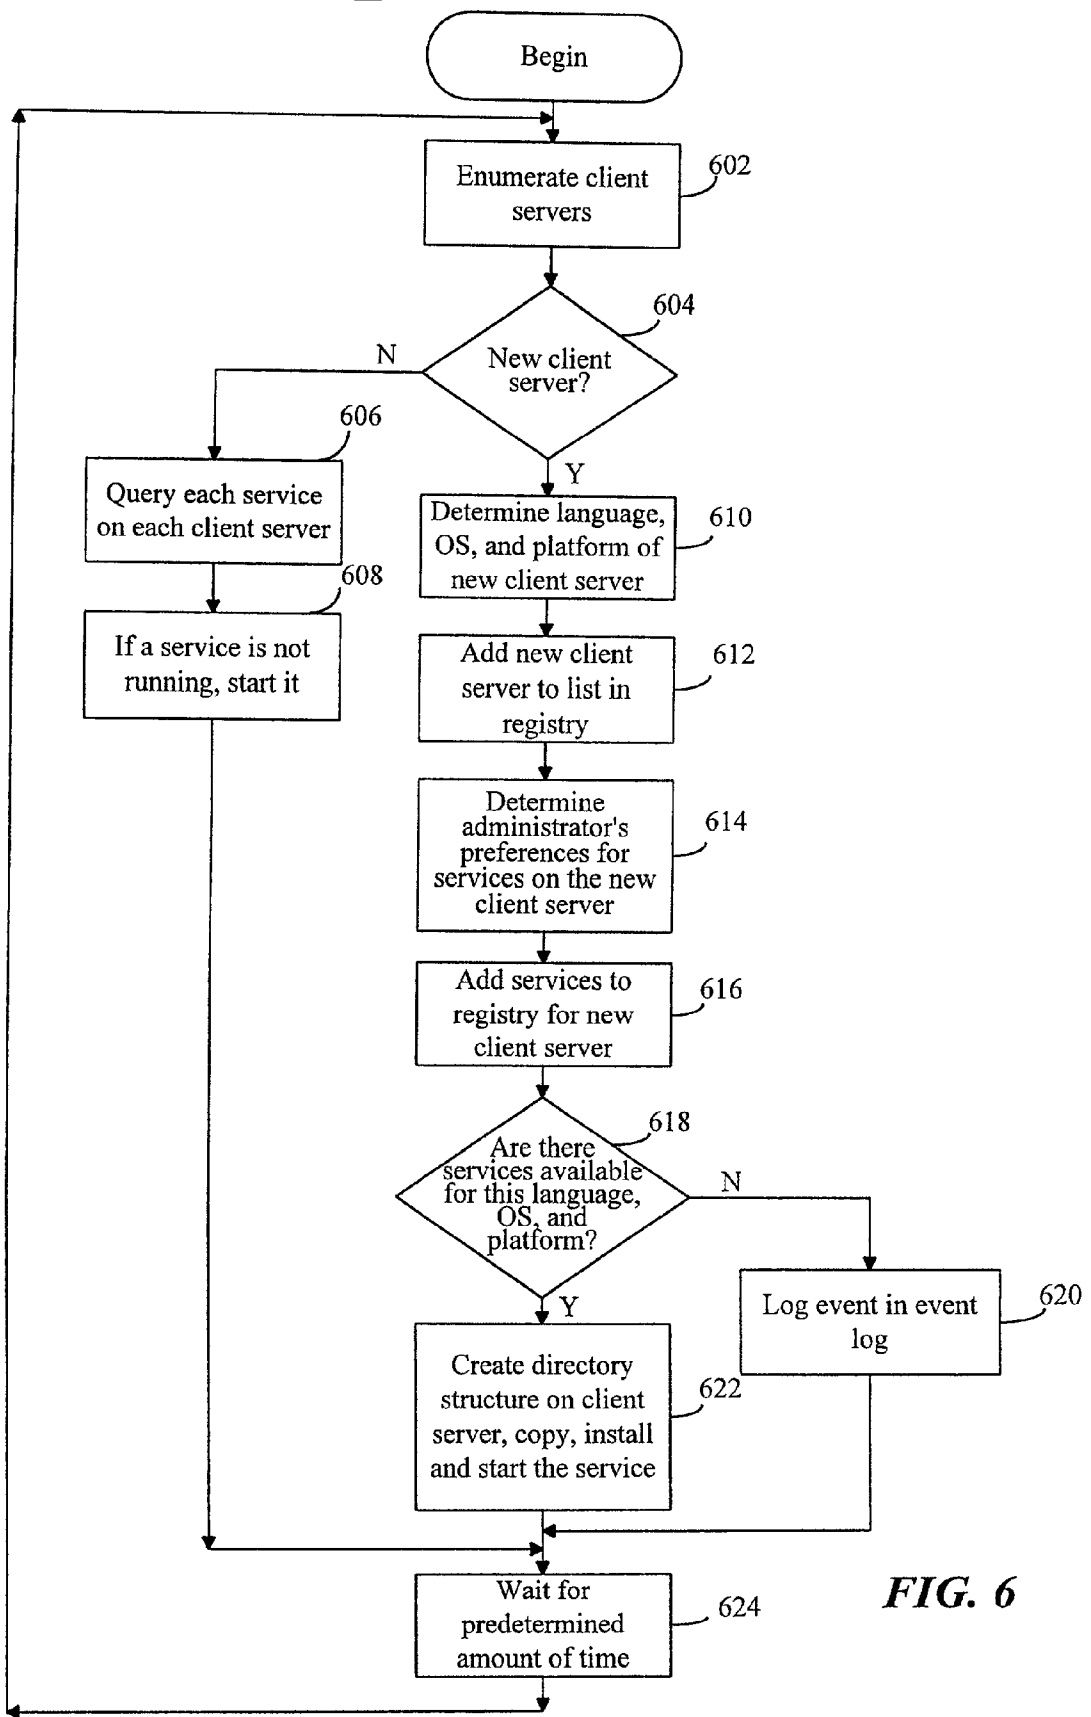 Begin
Enumerate client
servers
602
604
New client
server?
N
Y
606
Query each service
on each client server
608
If a service is not
running, start it
Determine language,
OS, and platform of
new client server
610
Add new client
server to list in
registry
612
Determine
administrator's
preferences for
services on the new
client server
614
Add services to
registry for new
client server
616
618
Are there
services available
for this language,
OS, and
platform?
N
Y
Log event in event
log
620
Create directory
structure on client
server, copy, install
and start the service
622
Wait for
predetermined
amount of time
624
FIG. 6